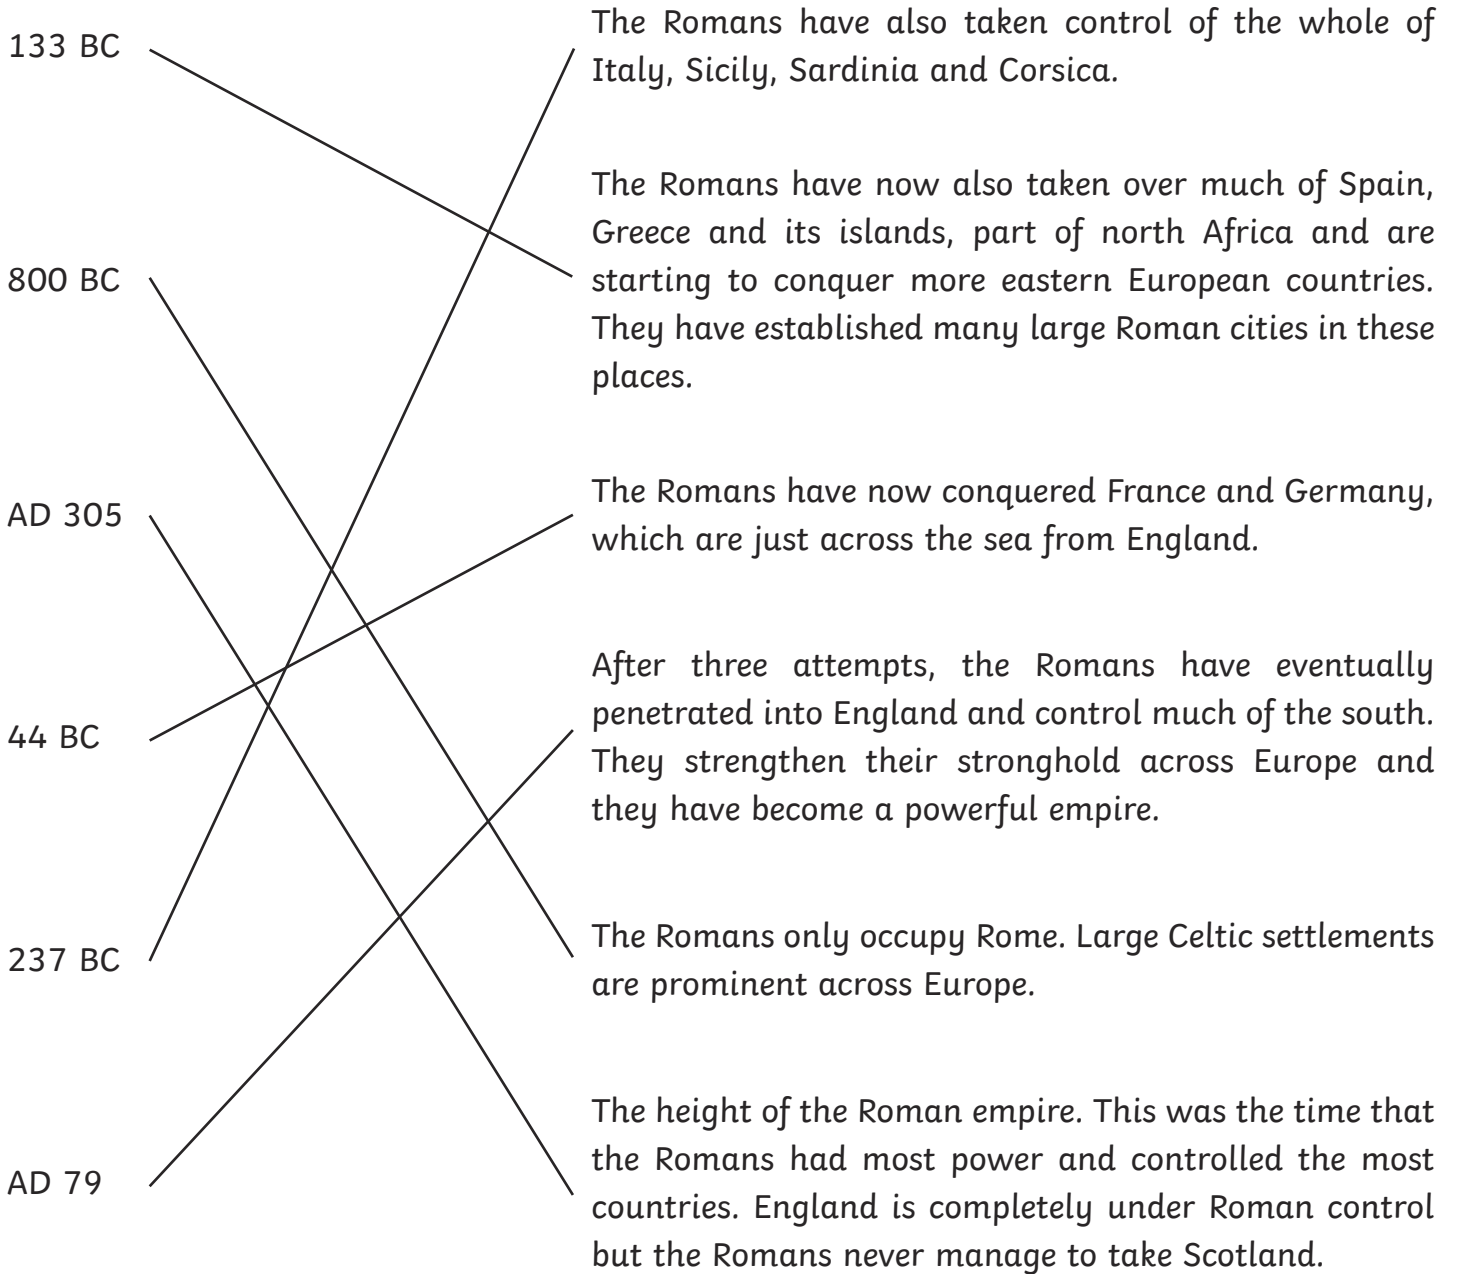 133 BC
The Romans have also taken control of the whole of
Italy, Sicily, Sardinia and Corsica.
The Romans have now also taken over much of Spain,
Greece and its islands, part of north Africa and are
800 BC
starting to conquer more eastern European countries.
They have established many large Roman cities in these
places.
AD 305
The Romans have now conquered France and Germany,
which are just across the sea from England.
44 BC
After three attempts, the Romans have eventually
penetrated into England and control much of the south.
They strengthen their stronghold across Europe and
they have become a powerful empire.
237 BC
The Romans only occupy Rome. Large Celtic settlements
are prominent across Europe.
AD 79
The height of the Roman empire. This was the time that
the Romans had most power and controlled the most
countries. England is completely under Roman control
but the Romans never manage to take Scotland.